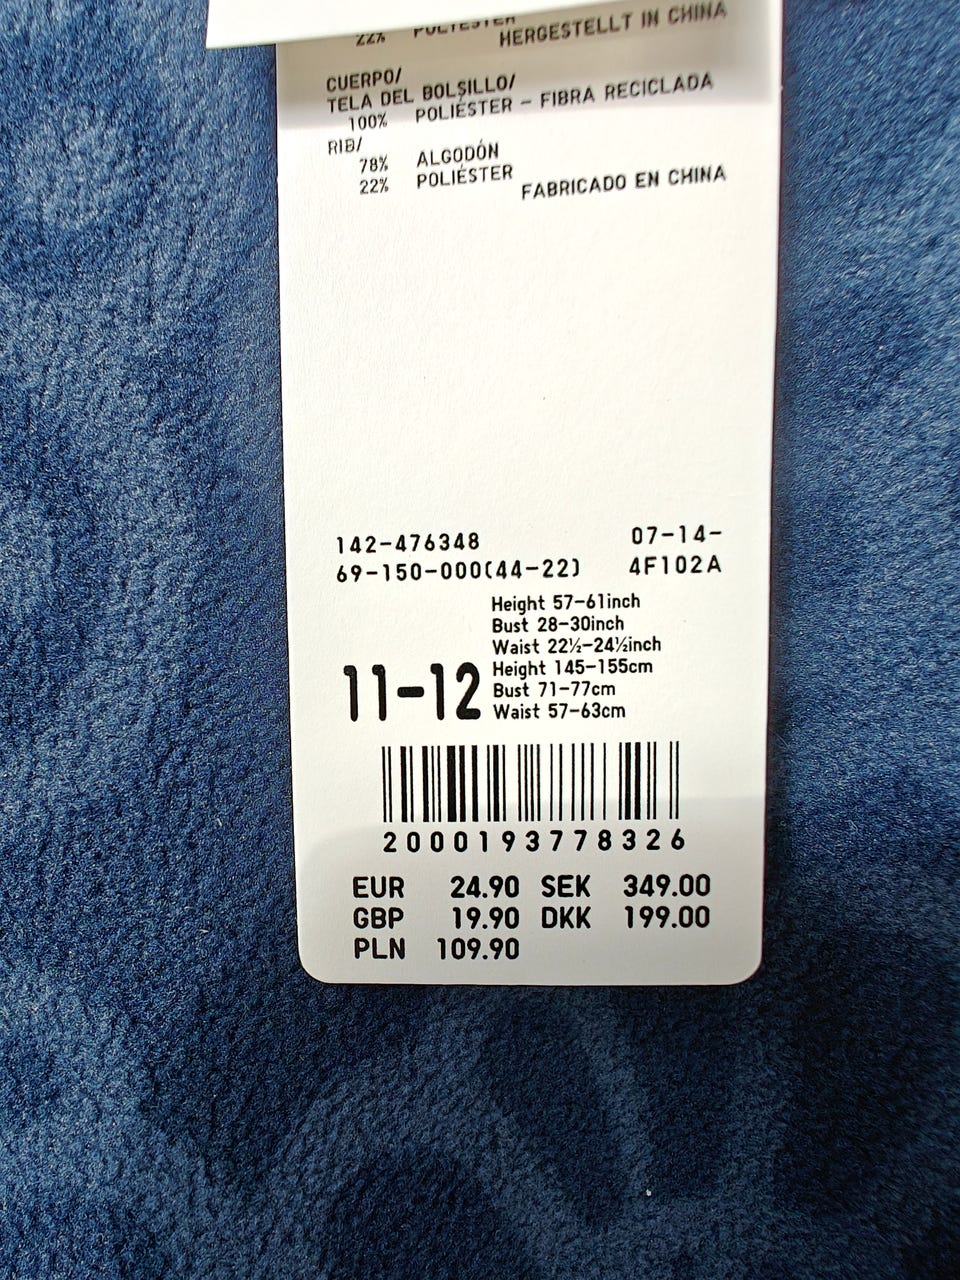 22% POLYESTER
HERGESTELLT IN CHINA
CUERPO/
TELA DEL BOLSILLO/
100% POLIÉSTER - FIBRA RECICLADA
RIB/
78% ALGODÓN
22% POLIÉSTER
FABRICADO EN CHINA
142-476348 07-14-
69-150-000(44-22) 4F102A
Height 57-61inch
Bust 28-30inch
Waist 22½-24½inch
11-12 Height 145-155cm
Bust 71-77cm
Waist 57-63cm
2000193778326
EUR 24.90 SEK 349.00
GBP 19.90 DKK 199.00
PLN 109.90